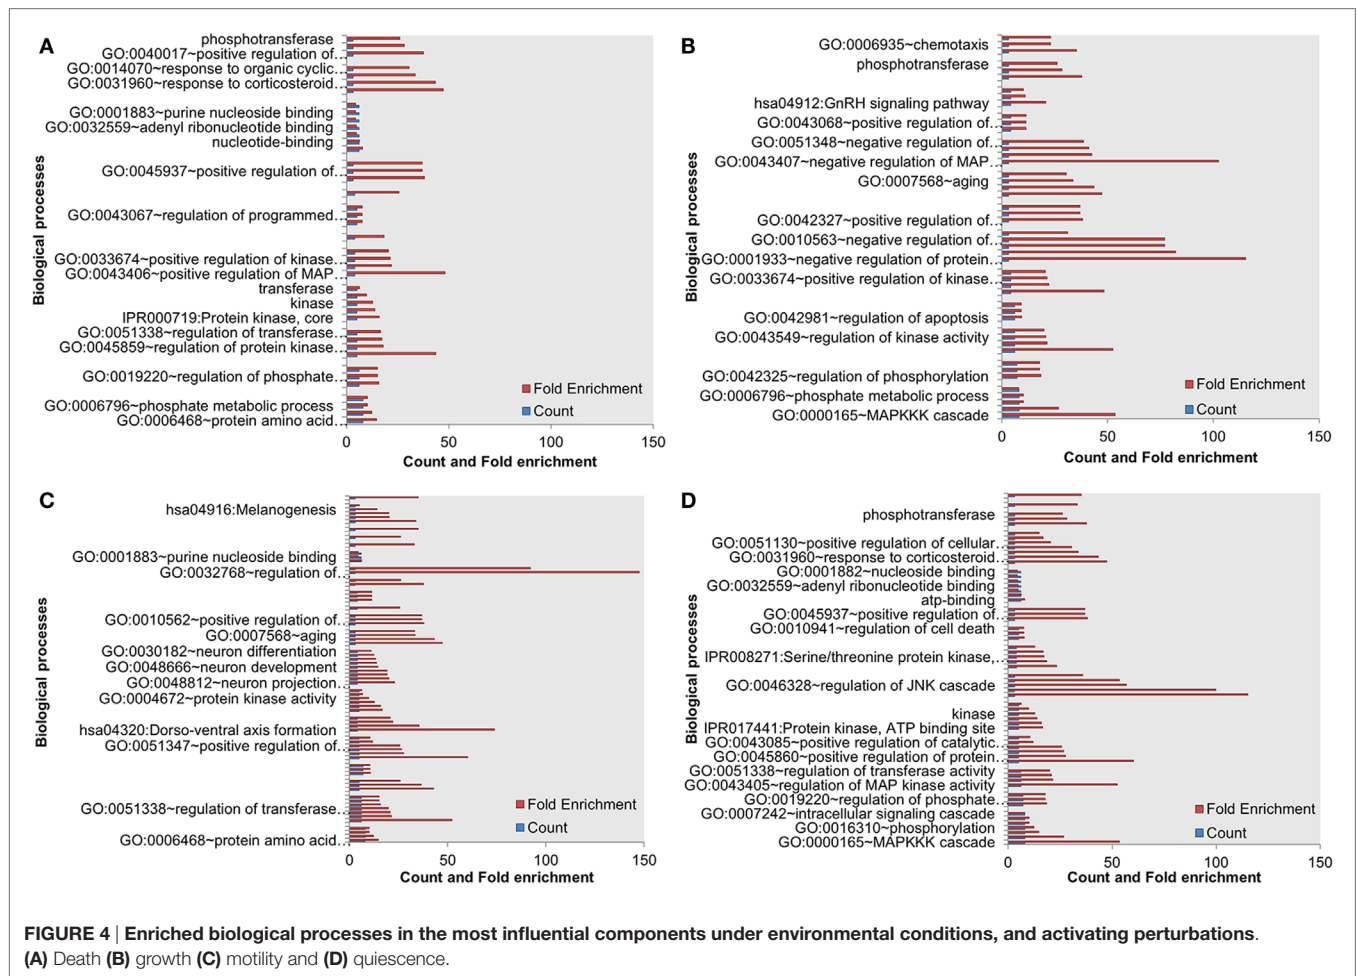 A
phosphotransferase
GO:0040017~positive regulation of…
GO:0014070~response to organic cyclic…
GO:0031960~response to corticosteroid…
GO:0001883~purine nucleoside binding
GO:0032559~adenyl ribonucleotide binding
nucleotide-binding
GO:0045937~positive regulation of…
GO:0043067~regulation of programmed…
GO:0033674~positive regulation of kinase…
GO:0043406~positive regulation of MAP…
transferase
kinase
IPR000719:Protein kinase, core
GO:0051338~regulation of transferase…
GO:0045859~regulation of protein kinase…
GO:0019220~regulation of phosphate…
GO:0006796~phosphate metabolic process
GO:0006468~protein amino acid…
Biological processes
Fold Enrichment
Count
0 50 100 150
Count and Fold enrichment
B
GO:0006935~chemotaxis
phosphotransferase
hsa04912:GnRH signaling pathway
GO:0043068~positive regulation of…
GO:0051348~negative regulation of…
GO:0043407~negative regulation of MAP…
GO:0007568~aging
GO:0042327~positive regulation of…
GO:0010563~negative regulation of…
GO:0001933~negative regulation of protein…
GO:0033674~positive regulation of kinase…
GO:0042981~regulation of apoptosis
GO:0043549~regulation of kinase activity
GO:0042325~regulation of phosphorylation
GO:0006796~phosphate metabolic process
GO:0000165~MAPKKK cascade
Biological processes
Fold Enrichment
Count
0 50 100 150
Count and Fold enrichment
C
hsa04916:Melanogenesis
GO:0001883~purine nucleoside binding
GO:0032768~regulation of…
GO:0010562~positive regulation of…
GO:0007568~aging
GO:0030182~neuron differentiation
GO:0048666~neuron development
GO:0048812~neuron projection…
GO:0004672~protein kinase activity
hsa04320:Dorso-ventral axis formation
GO:0051347~positive regulation of…
GO:0051338~regulation of transferase…
GO:0006468~protein amino acid…
Biological processes
Fold Enrichment
Count
0 50 100 150
Count and Fold enrichment
D
phosphotransferase
GO:0051130~positive regulation of cellular…
GO:0031960~response to corticosteroid…
GO:0001882~nucleoside binding
GO:0032559~adenyl ribonucleotide binding
atp-binding
GO:0045937~positive regulation of…
GO:0010941~regulation of cell death
IPR008271:Serine/threonine protein kinase,…
GO:0046328~regulation of JNK cascade
kinase
IPR017441:Protein kinase, ATP binding site
GO:0043085~positive regulation of catalytic…
GO:0045860~positive regulation of protein…
GO:0051338~regulation of transferase activity
GO:0043405~regulation of MAP kinase activity
GO:0019220~regulation of phosphate…
GO:0007242~intracellular signaling cascade
GO:0016310~phosphorylation
GO:0000165~MAPKKK cascade
Biological processes
Fold Enrichment
Count
0 50 100 150
Count and Fold enrichment
FIGURE 4 | Enriched biological processes in the most influential components under environmental conditions, and activating perturbations.
(A) Death (B) growth (C) motility and (D) quiescence.